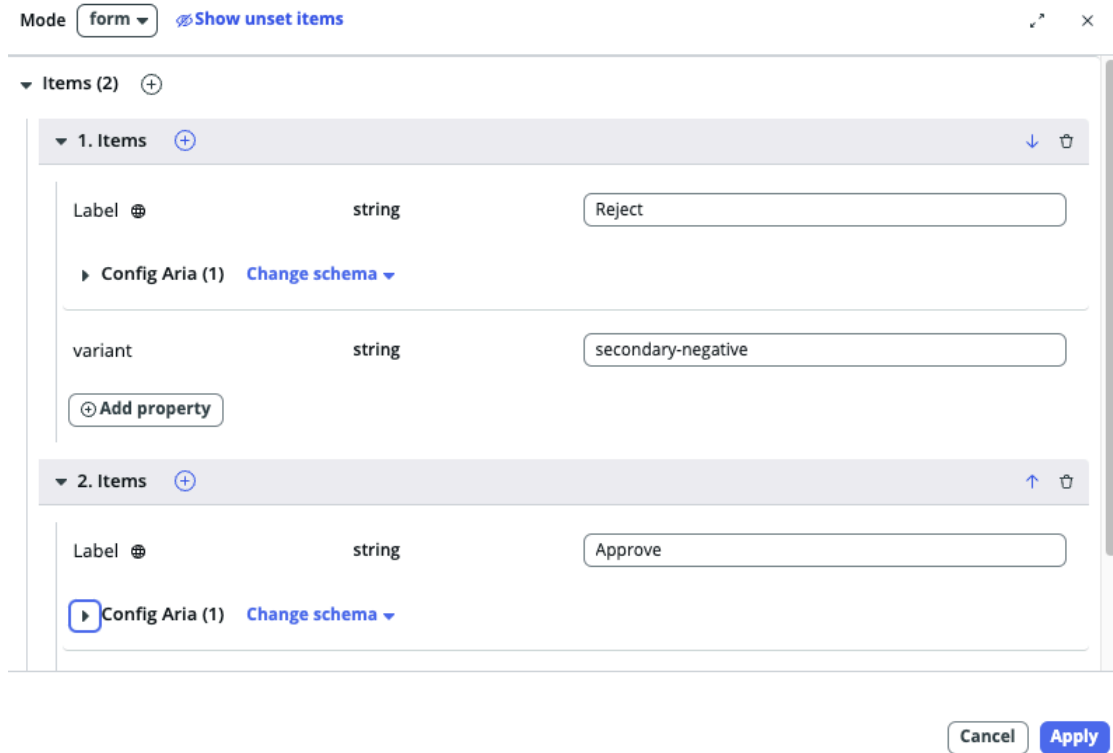 Mode form Show unset items
Items (2)
1. Items
Label string Reject
Config Aria (1) Change schema
variant string secondary-negative
Add property
2. Items
Label string Approve
Config Aria (1) Change schema
Cancel Apply